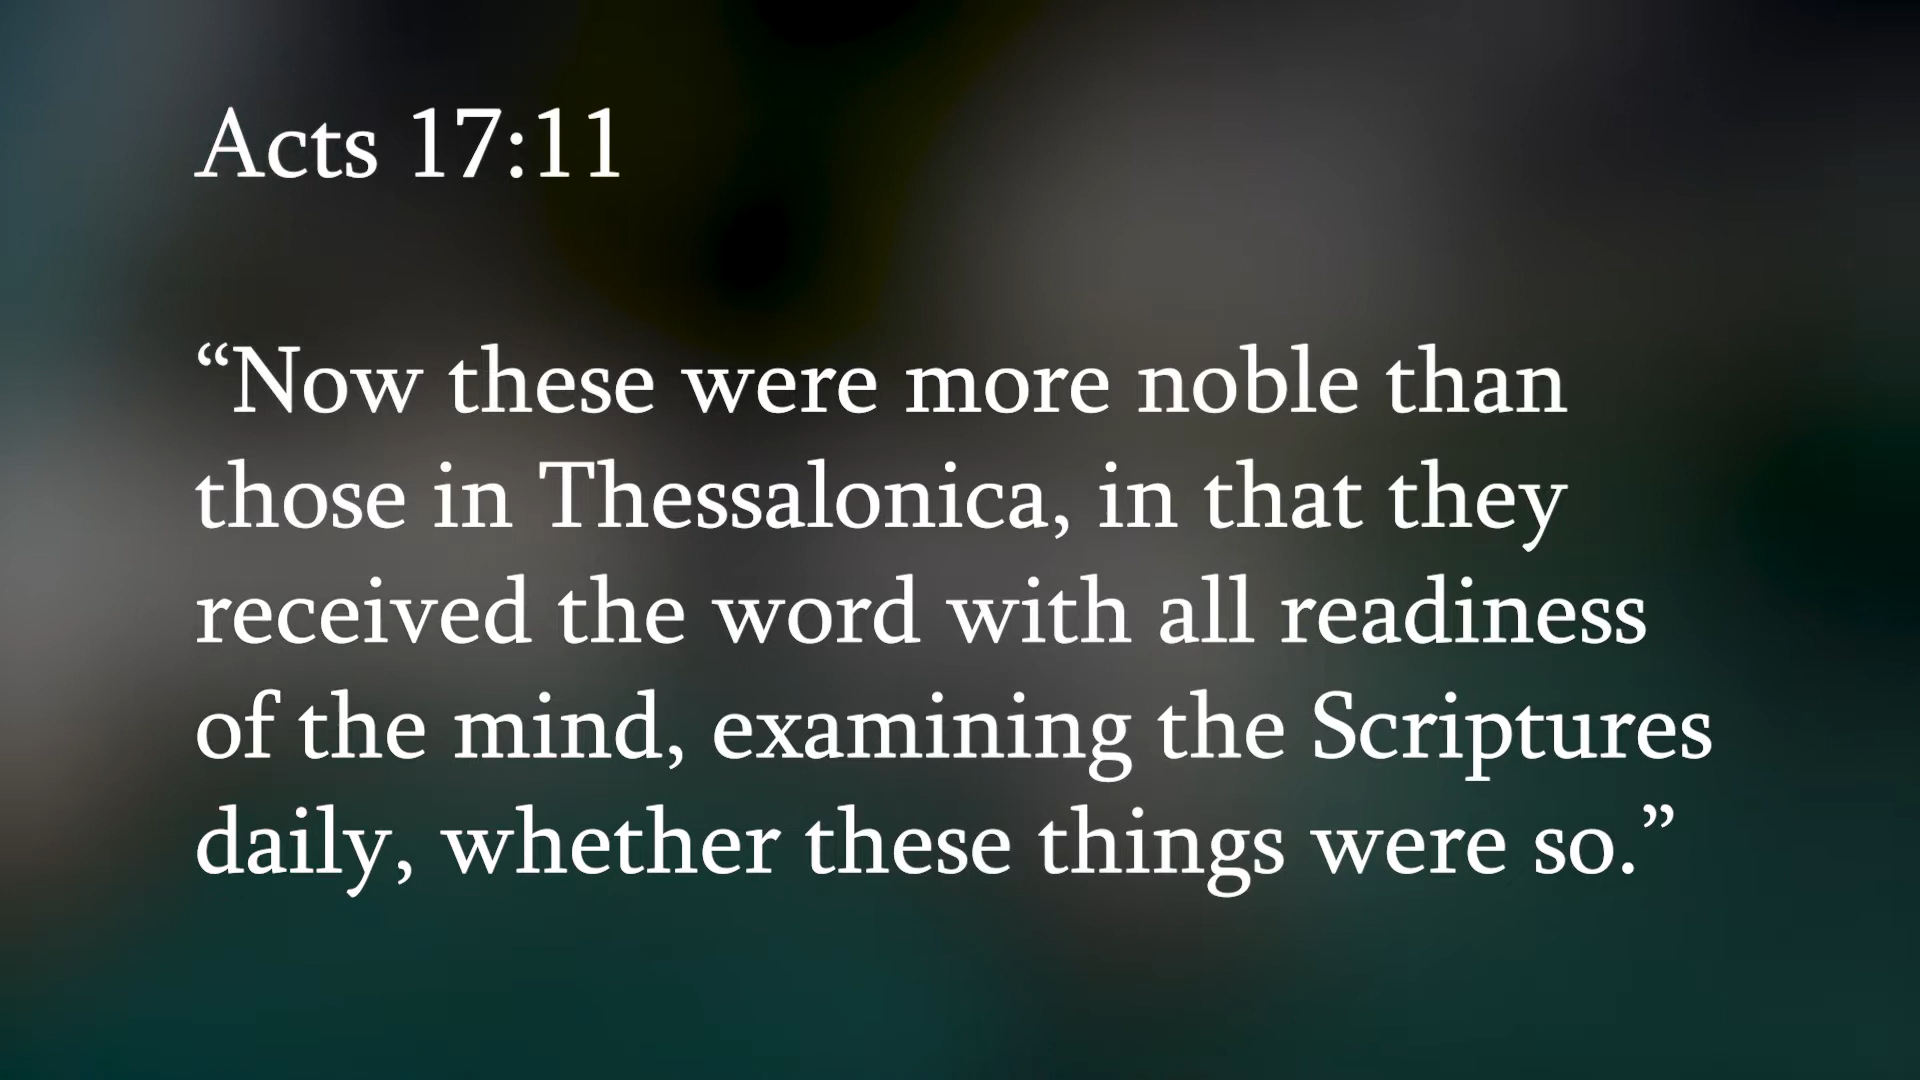 Acts 17:11
“Now these were more noble than
those in Thessalonica, in that they
received the word with all readiness
of the mind, examining the Scriptures
daily, whether these things were so.”